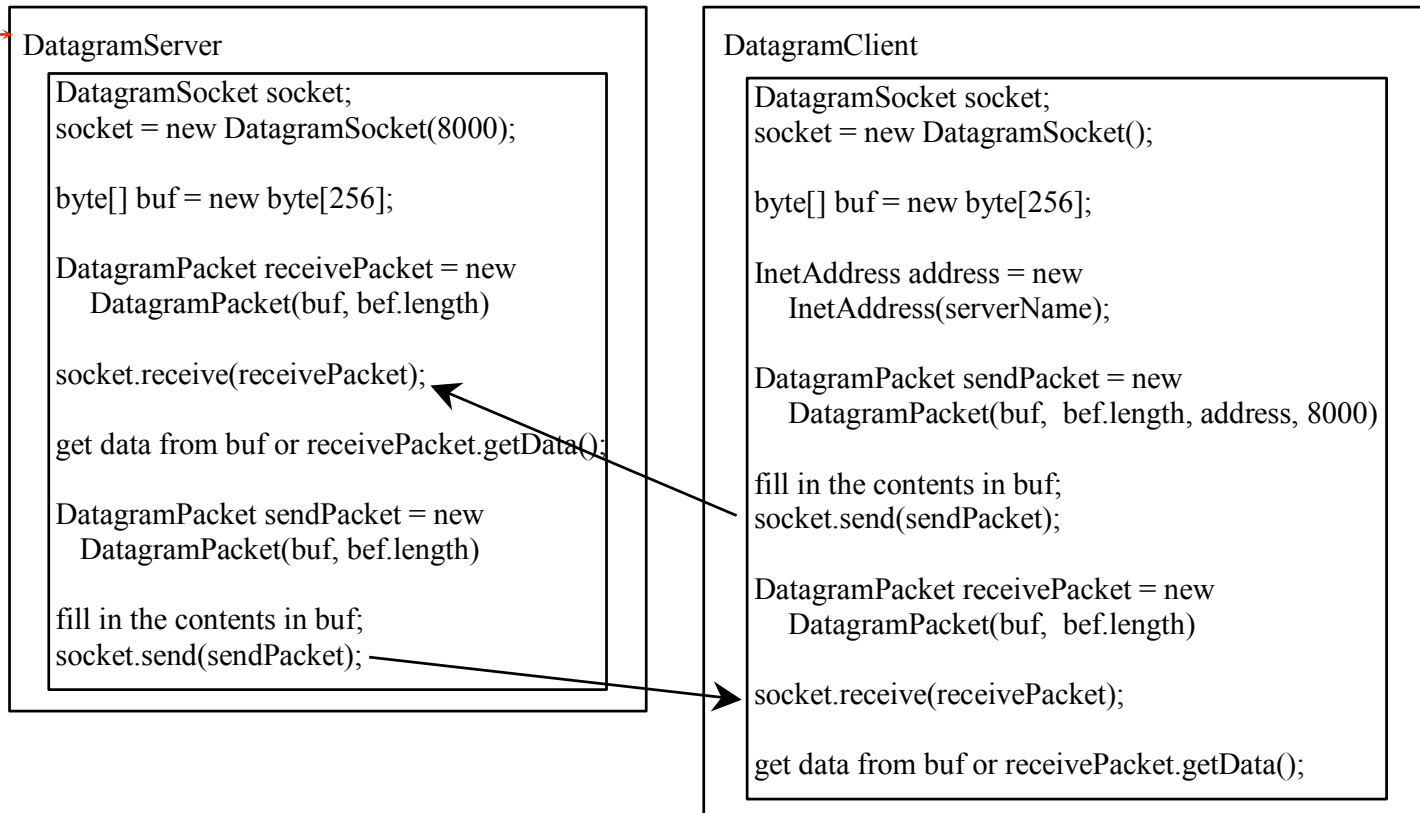 DatagramServer
DatagramSocket socket;
socket = new DatagramSocket(8000);
byte[] buf = new byte[256];
DatagramPacket receivePacket = new
DatagramPacket(buf, bef.length)
socket.receive(receivePacket);
get data from buf or receivePacket.getData();
DatagramPacket sendPacket = new
DatagramPacket(buf, bef.length)
fill in the contents in buf;
socket.send(sendPacket);
DatagramClient
DatagramSocket socket;
socket = new DatagramSocket();
byte[] buf = new byte[256];
InetAddress address = new
InetAddress(serverName);
DatagramPacket sendPacket = new
DatagramPacket(buf, bef.length, address, 8000)
fill in the contents in buf;
socket.send(sendPacket);
DatagramPacket receivePacket = new
DatagramPacket(buf, bef.length)
socket.receive(receivePacket);
get data from buf or receivePacket.getData();